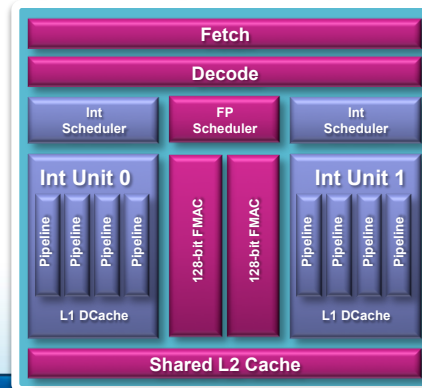 Fetch
Decode
Int
Scheduler
FP
Scheduler
Int
Scheduler
Int Unit 0
Pipeline
Pipeline
Pipeline
Pipeline
L1 DCache
128-bit FMAC
128-bit FMAC
Int Unit 1
Pipeline
Pipeline
Pipeline
Pipeline
L1 DCache
Shared L2 Cache